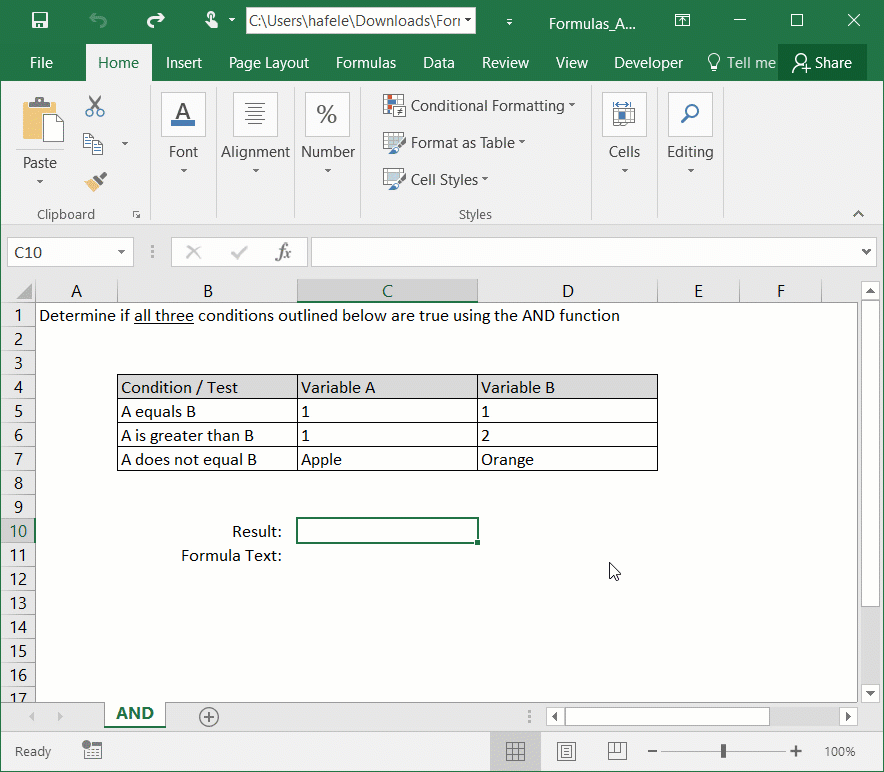 C:\Users\hafele\Downloads\For
Formulas_A...
File Home Insert Page Layout Formulas Data Review View Developer Tell me Share
Paste
Font
Alignment
%
Number
Conditional Formatting
Format as Table
Cell Styles
Cells
Editing
Clipboard
Styles
C10
fx
A B C D E F
1 Determine if all three conditions outlined below are true using the AND function
2
3
4 Condition / Test Variable A Variable B
5 A equals B 1 1
6 A is greater than B 1 2
7 A does not equal B Apple Orange
8
9
10 Result:
11 Formula Text:
12
13
14
15
16
17
AND
Ready
100%